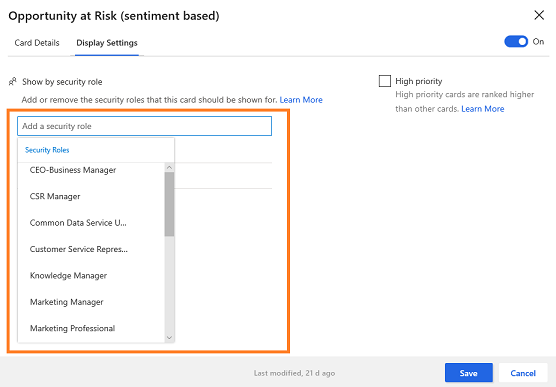 Opportunity at Risk (sentiment based)
Card Details
Display Settings
On
Show by security role
Add or remove the security roles that this card should be shown for. Learn More
High priority
High priority cards are ranked higher
than other cards. Learn More
Add a security role
Security Roles
CEO-Business Manager
CSR Manager
Common Data Service U...
Customer Service Repres...
Knowledge Manager
Marketing Manager
Marketing Professional
Last modified, 21 d ago
Save
Cancel